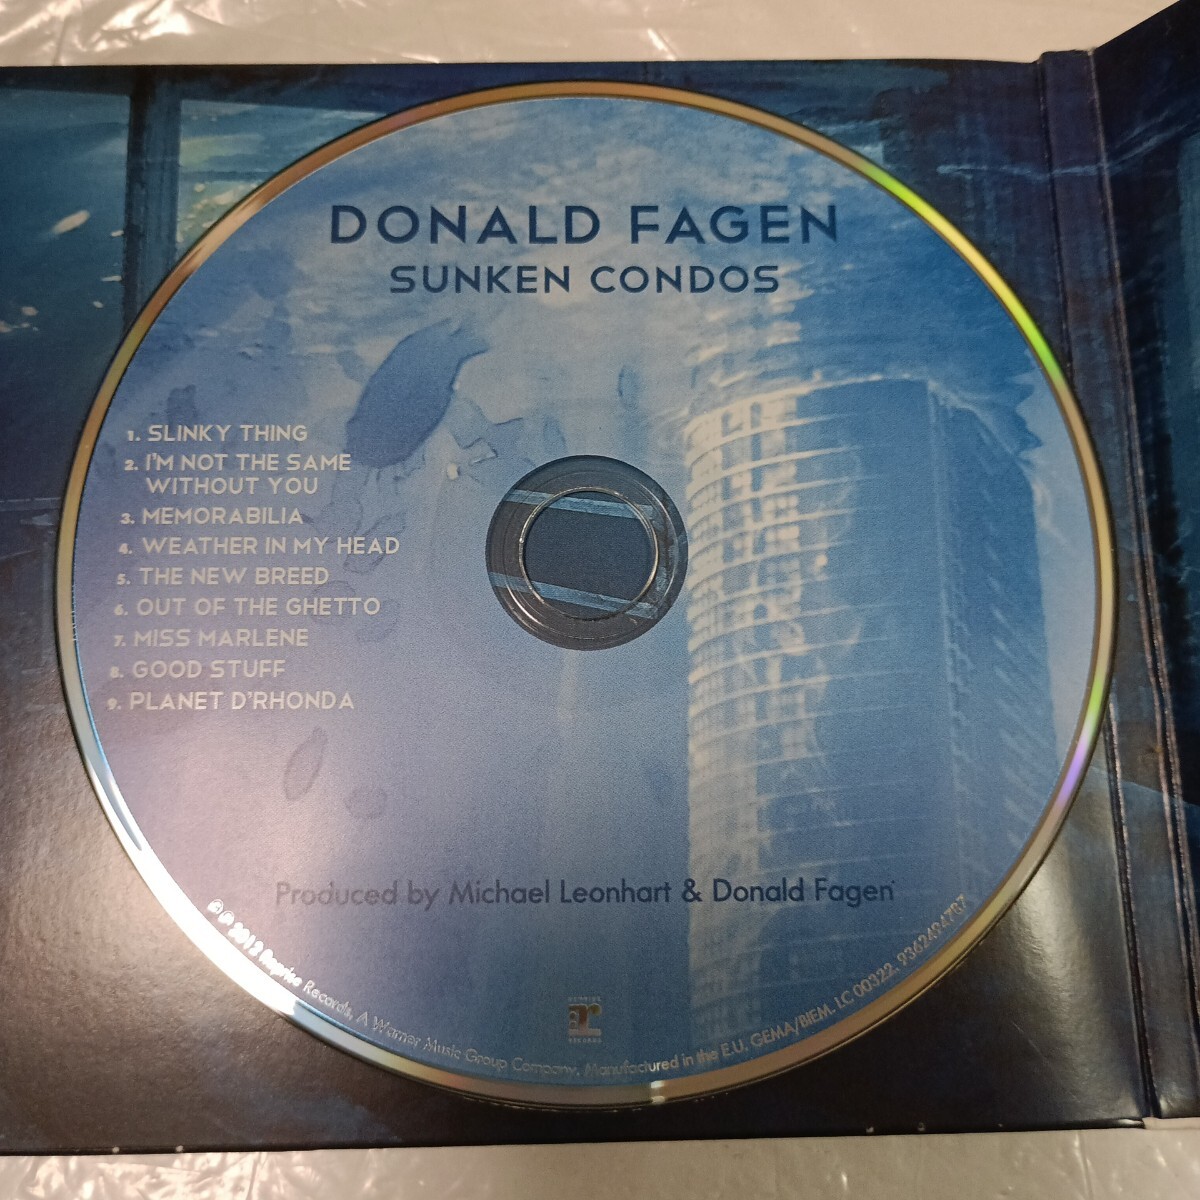 DONALD FAGEN
SUNKEN CONDOS
1. SLINKY THING
2. I'M NOT THE SAME
WITHOUT YOU
3. MEMORABILIA
4. WEATHER IN MY HEAD
5. THE NEW BREED
6. OUT OF THE GHETTO
7. MISS MARLENE
8. GOOD STUFF
9. PLANET D'RHONDA
Produced by Michael Leonhart & Donald Fagen
© ℗ 2012 Reprise Records, A Warner Music Group Company, Manufactured in the E.U. GEMA/BIEM. LC 00322. 9362494787
REPRISE
r
RECORDS